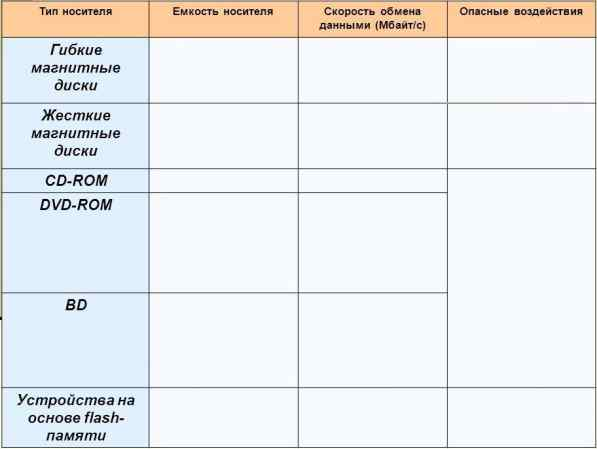 Тип носителя
Емкость носителя
Скорость обмена
данными (Мбайт/с)
Опасные воздействия
Гибкие
магнитные
диски
Жесткие
магнитные
диски
CD-ROM
DVD-ROM
BD
Устройства на
основе flash-
памяти